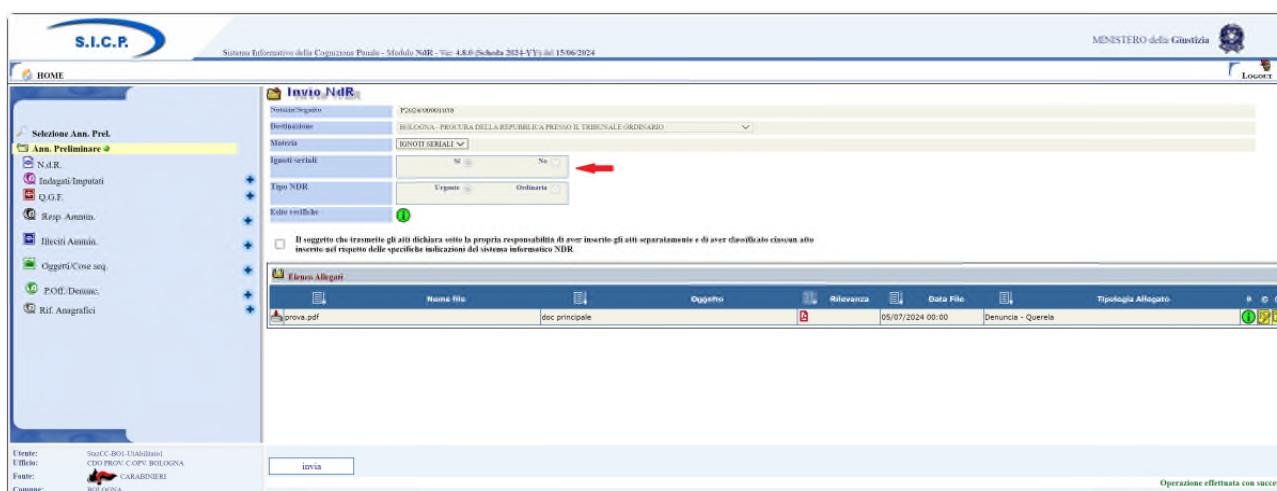 S.I.C.P.
Sistema Informativo della Cognizione Penale - Modulo NdR - Ver. 4.8.0 (Scheda 2024-YY) del 15/06/2024
MINISTERO della Giustizia
HOME
LOGOUT
Invio NdR
Notizia/Seguito P2024/00001038
Destinazione BOLOGNA - PROCURA DELLA REPUBBLICA PRESSO IL TRIBUNALE ORDINARIO
Materia IGNOTI SERIALI
Ignoti seriali Si No
Tipo NDR Urgente Ordinaria
Esito verifiche
Selezione Ann. Prel.
Ann. Preliminare
N.d.R.
Indagati/Imputati
Q.G.F.
Resp. Ammin.
Illeciti Ammin.
Oggetti/Cose seq.
P.Off./Denunc.
Rif. Anagrafici
Il soggetto che trasmette gli atti dichiara sotto la propria responsabilità di aver inserito gli atti separatamente e di aver classificato ciascun atto
inserito nel rispetto delle specifiche indicazioni del sistema informatico NDR
Elenco Allegati
Nome file Oggetto Rilevanza Data File Tipologia Allegato
prova.pdf doc principale 05/07/2024 00:00 Denuncia - Querela
Utente:
Ufficio: CDO PROV. C.OPV. BOLOGNA
Fonte: CARABINIERI
Comune: BOLOGNA
invia
Operazione effettuata con succe